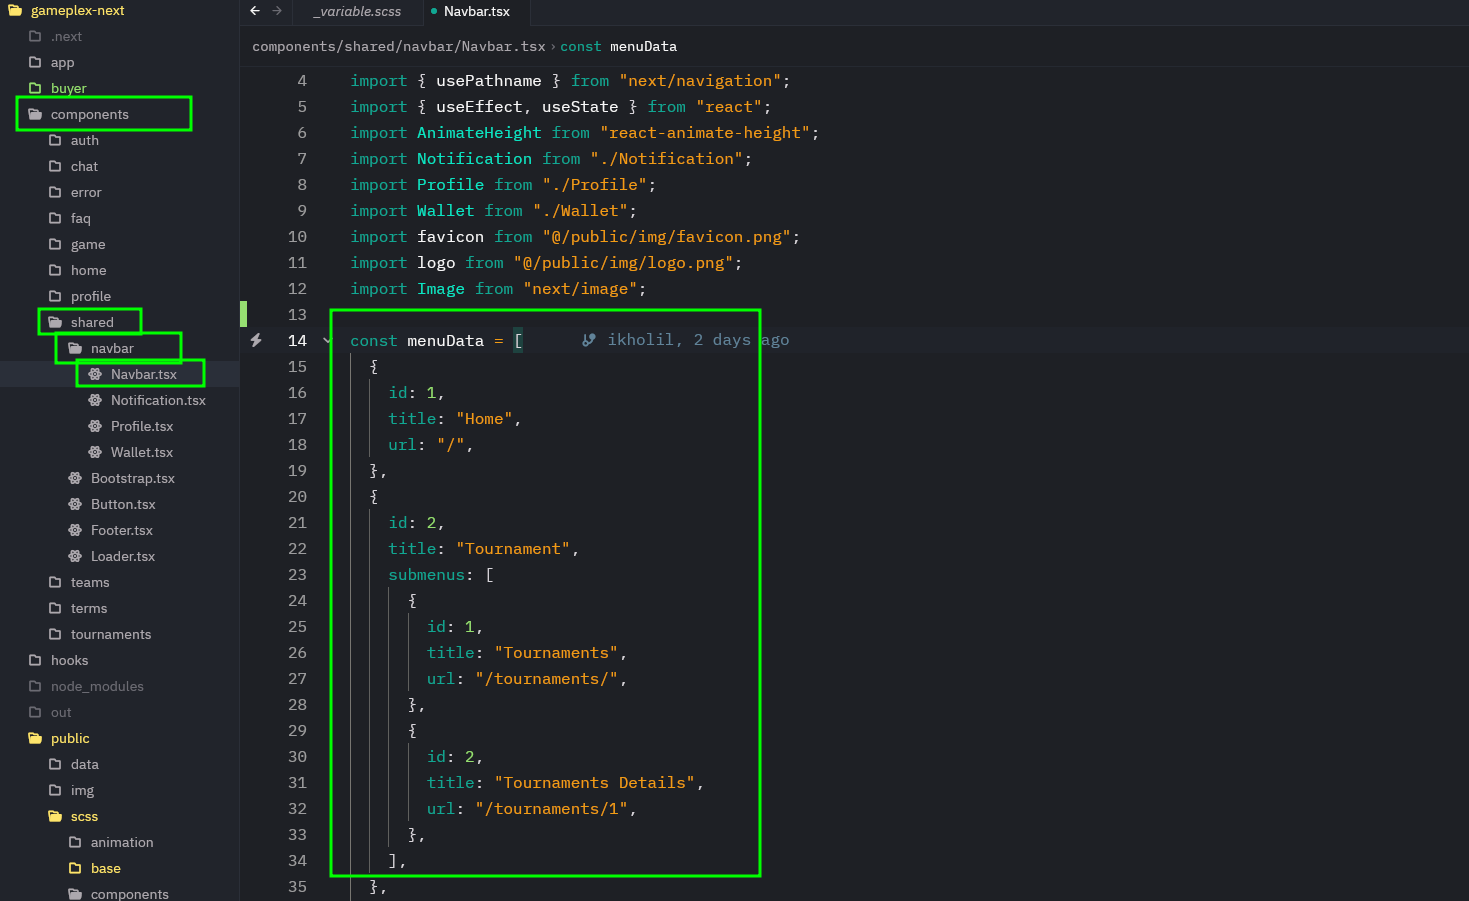 gameplex-next
.next
app
buyer
components
auth
chat
error
faq
game
home
profile
shared
navbar
Navbar.tsx
Notification.tsx
Profile.tsx
Wallet.tsx
Bootstrap.tsx
Button.tsx
Footer.tsx
Loader.tsx
teams
terms
tournaments
hooks
node_modules
out
public
data
img
scss
animation
base
components
_variable.scss
Navbar.tsx
components/shared/navbar/Navbar.tsx › const menuData
4 import { usePathname } from "next/navigation";
5 import { useEffect, useState } from "react";
6 import AnimateHeight from "react-animate-height";
7 import Notification from "./Notification";
8 import Profile from "./Profile";
9 import Wallet from "./Wallet";
10 import favicon from "@/public/img/favicon.png";
11 import logo from "@/public/img/logo.png";
12 import Image from "next/image";
13
14 const menuData = [ ikholil, 2 days ago
15 {
16 id: 1,
17 title: "Home",
18 url: "/",
19 },
20 {
21 id: 2,
22 title: "Tournament",
23 submenus: [
24 {
25 id: 1,
26 title: "Tournaments",
27 url: "/tournaments/",
28 },
29 {
30 id: 2,
31 title: "Tournaments Details",
32 url: "/tournaments/1",
33 },
34 ],
35 },